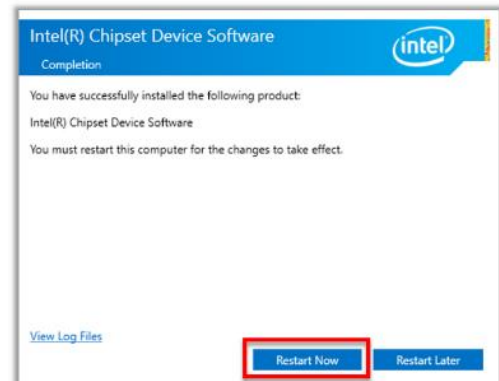 Intel(R) Chipset Device Software
Completion
intel
You have successfully installed the following product:
Intel(R) Chipset Device Software
You must restart this computer for the changes to take effect.
View Log Files
Restart Now
Restart Later